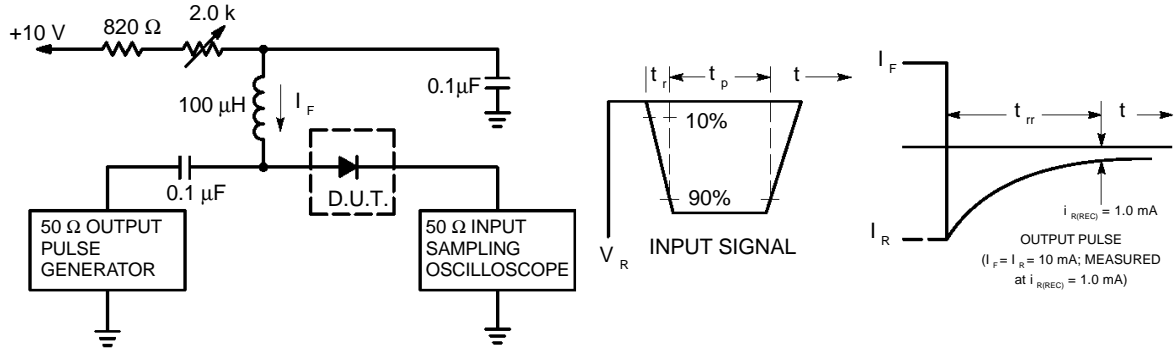 +10 V
820 Ω
2.0 k
100 μH
I F
0.1μF
0.1 μF
D.U.T.
50 Ω OUTPUT
PULSE
GENERATOR
50 Ω INPUT
SAMPLING
OSCILLOSCOPE
t r
t p
t
10%
90%
V R
INPUT SIGNAL
I F
t rr
t
I R
i R(REC) = 1.0 mA
OUTPUT PULSE
(I F = I R = 10 mA; MEASURED
at i R(REC) = 1.0 mA)